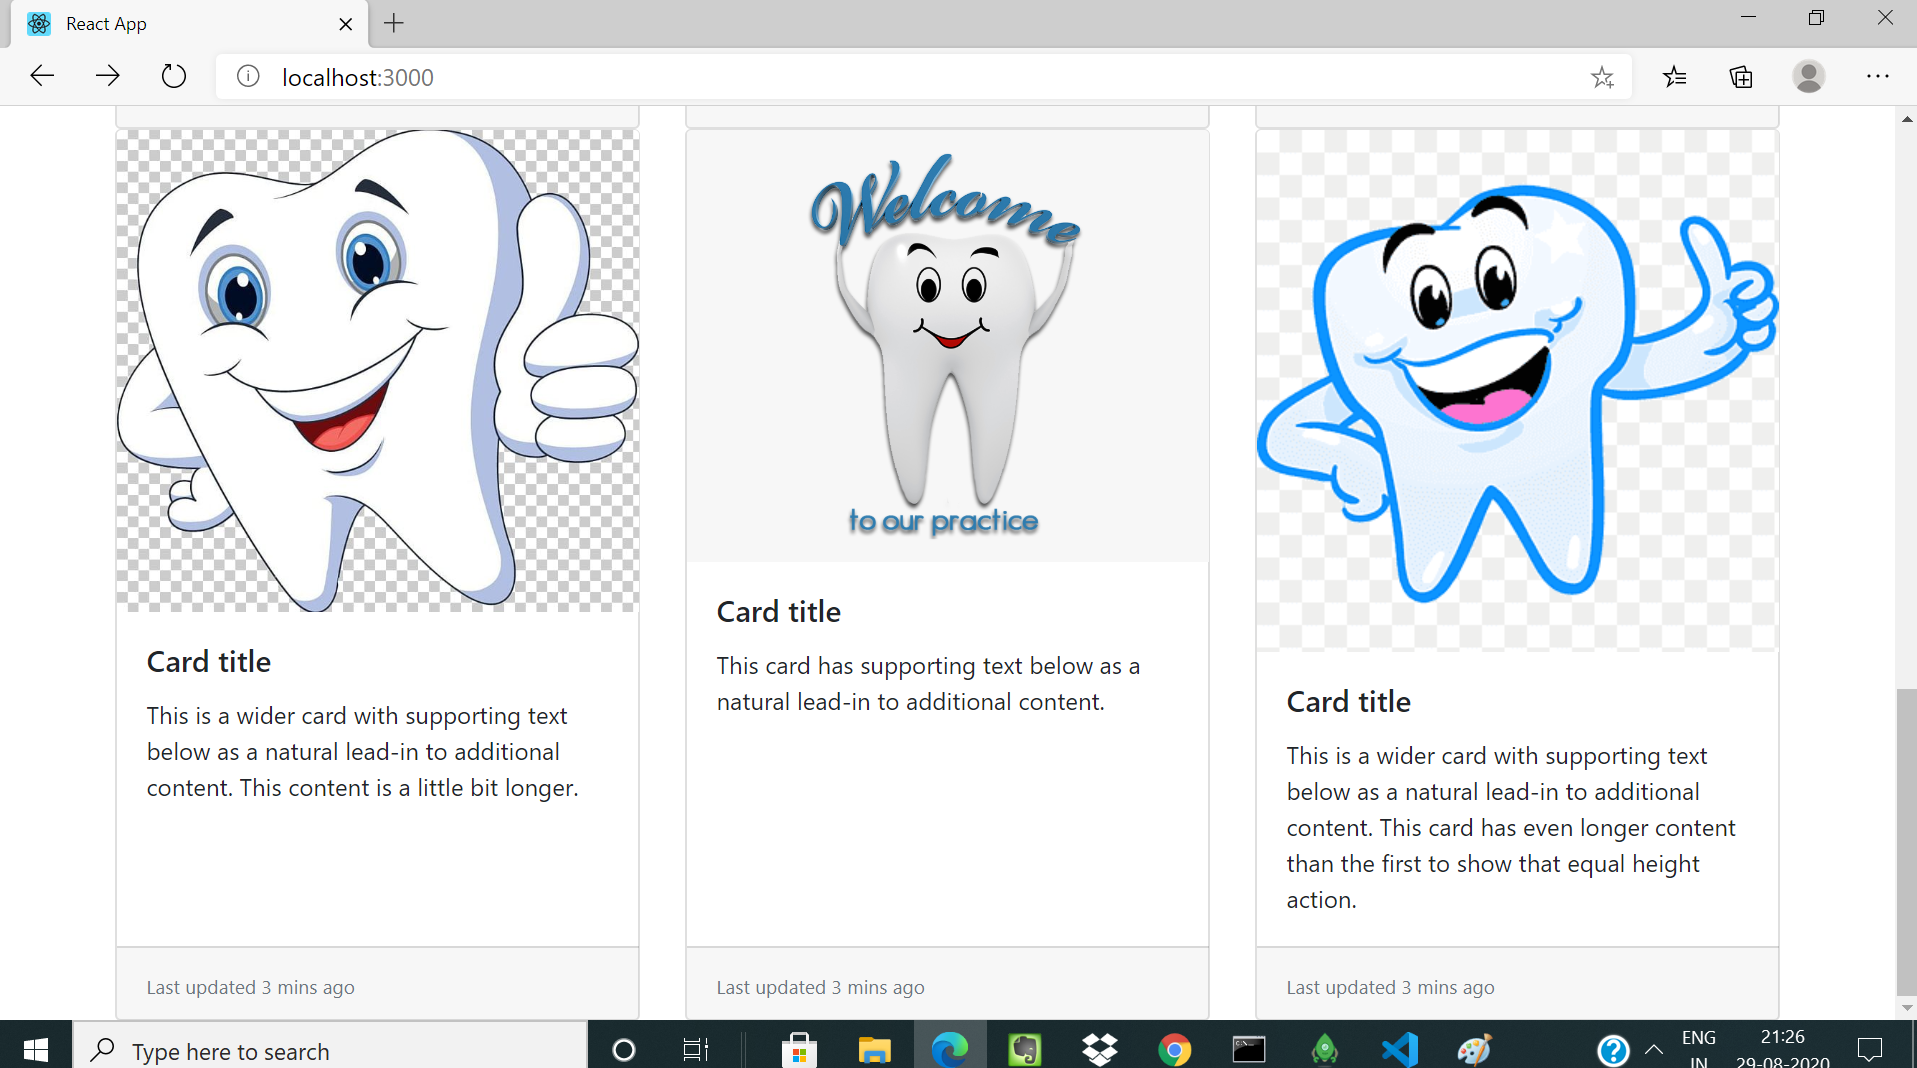 React App
localhost:3000
Welcome
to our practice
Card title
This is a wider card with supporting text
below as a natural lead-in to additional
content. This content is a little bit longer.
Last updated 3 mins ago
Card title
This card has supporting text below as a
natural lead-in to additional content.
Last updated 3 mins ago
Card title
This is a wider card with supporting text
below as a natural lead-in to additional
content. This card has even longer content
than the first to show that equal height
action.
Last updated 3 mins ago
Type here to search
ENG
IN
21:26
29-08-2020